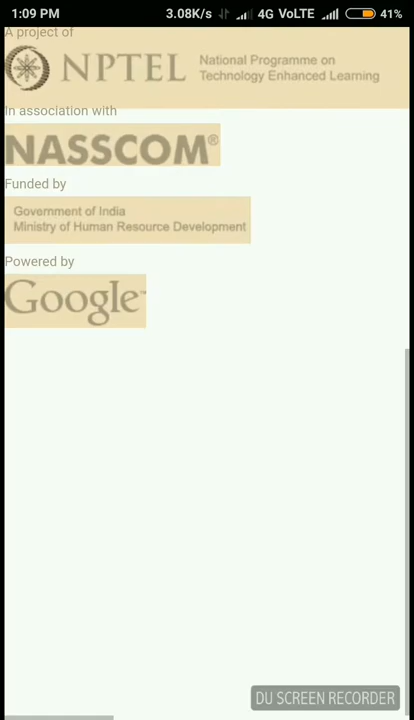 1:09 PM 3.08K/s 4G VoLTE 41%
A project of
NPTEL National Programme on
Technology Enhanced Learning
In association with
NASSCOM®
Funded by
Government of India
Ministry of Human Resource Development
Powered by
Google™
DU SCREEN RECORDER